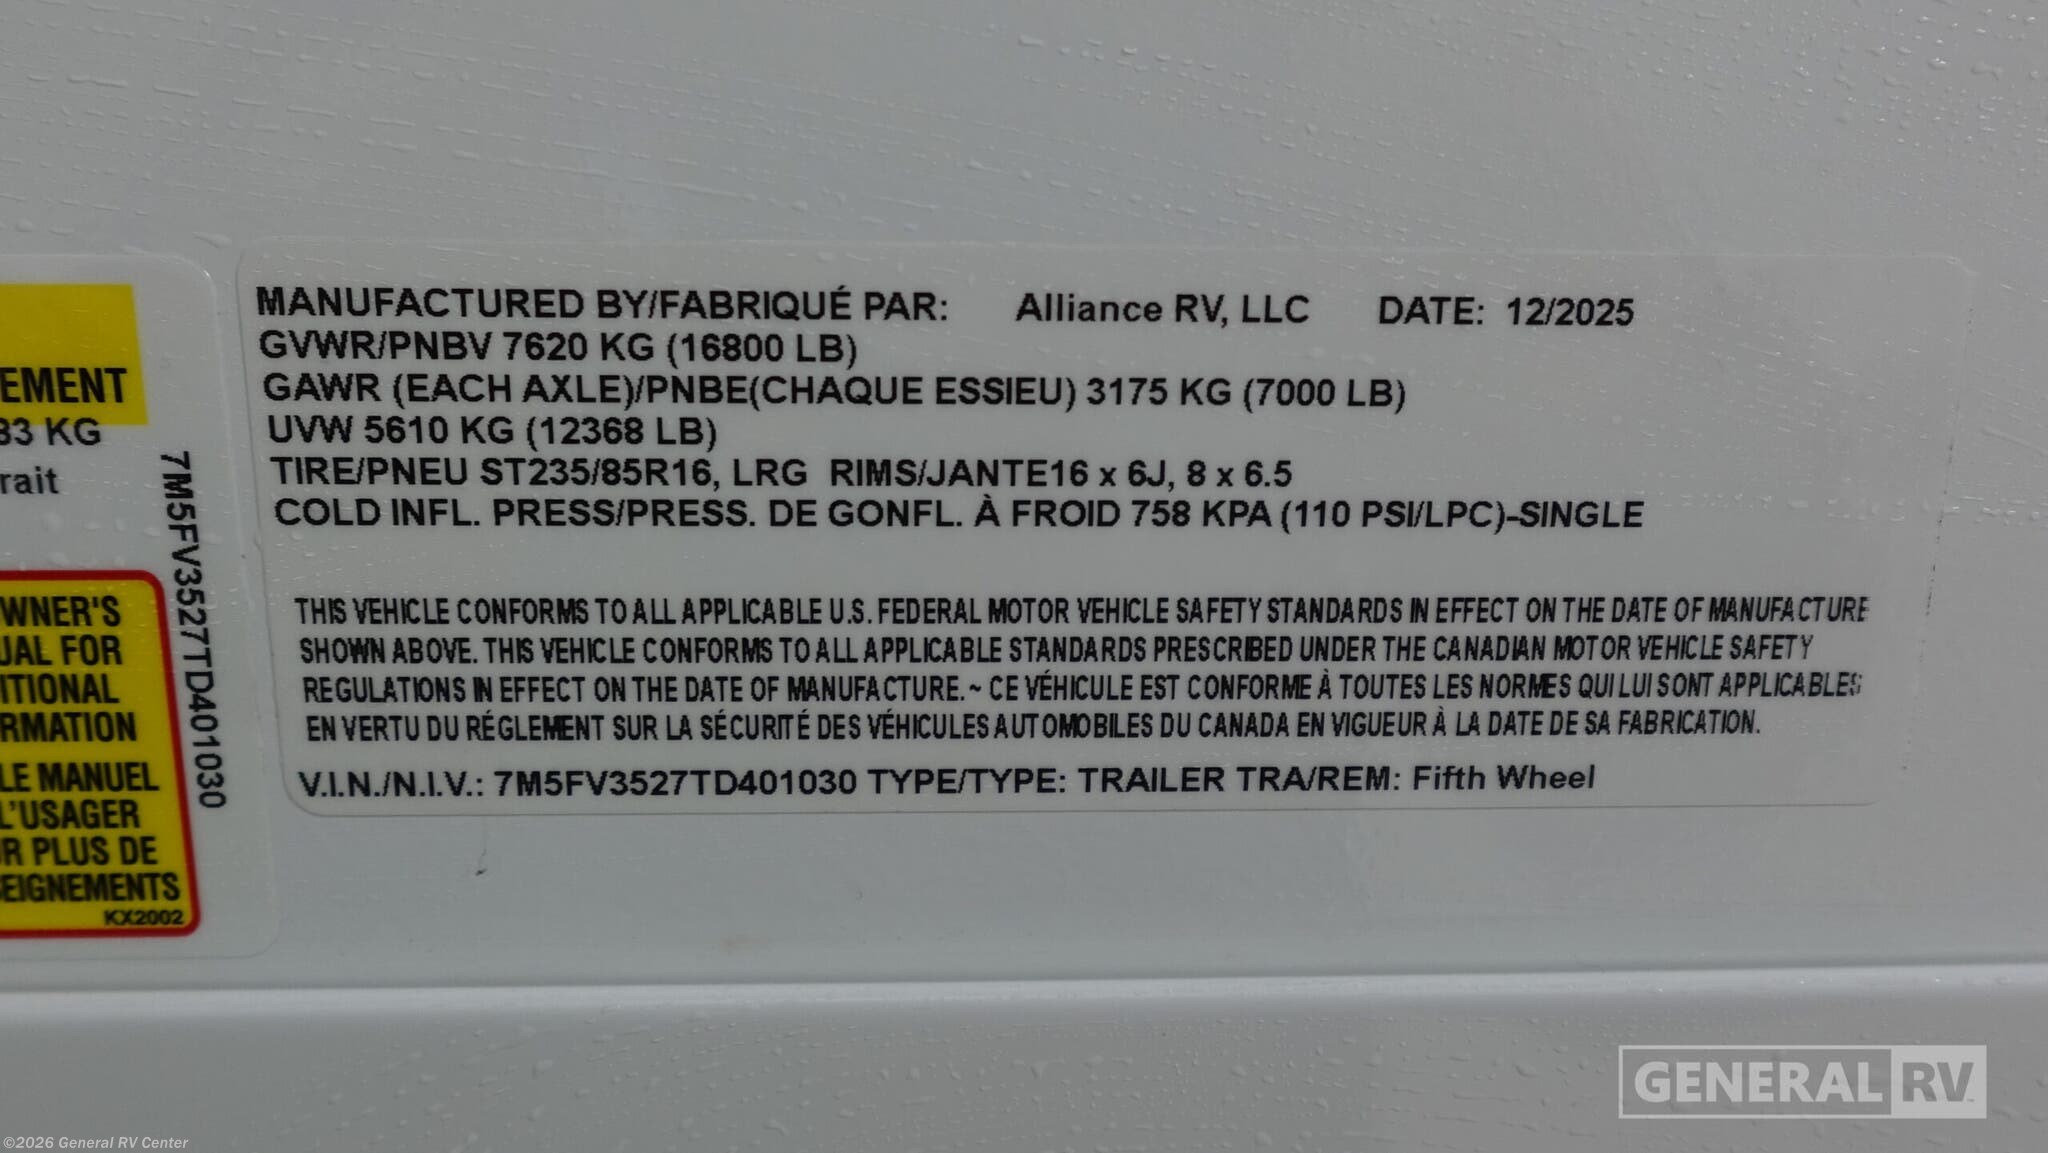 MANUFACTURED BY/FABRIQUÉ PAR: Alliance RV, LLC DATE: 12/2025
GVWR/PNBV 7620 KG (16800 LB)
GAWR (EACH AXLE)/PNBE(CHAQUE ESSIEU) 3175 KG (7000 LB)
UVW 5610 KG (12368 LB)
TIRE/PNEU ST235/85R16, LRG RIMS/JANTE16 x 6J, 8 x 6.5
COLD INFL. PRESS/PRESS. DE GONFL. À FROID 758 KPA (110 PSI/LPC)-SINGLE
THIS VEHICLE CONFORMS TO ALL APPLICABLE U.S. FEDERAL MOTOR VEHICLE SAFETY STANDARDS IN EFFECT ON THE DATE OF MANUFACTURE
SHOWN ABOVE. THIS VEHICLE CONFORMS TO ALL APPLICABLE STANDARDS PRESCRIBED UNDER THE CANADIAN MOTOR VEHICLE SAFETY
REGULATIONS IN EFFECT ON THE DATE OF MANUFACTURE. ~ CE VÉHICULE EST CONFORME À TOUTES LES NORMES QUI LUI SONT APPLICABLES
EN VERTU DU RÉGLEMENT SUR LA SÉCURITÉ DES VÉHICULES AUTOMOBILES DU CANADA EN VIGUEUR À LA DATE DE SA FABRICATION.
V.I.N./N.I.V.: 7M5FV3527TD401030 TYPE/TYPE: TRAILER TRA/REM: Fifth Wheel
EMENT
83 KG
rait
7M5FV3527TD401030
WNER'S
UAL FOR
ITIONAL
RMATION
LE MANUEL
L'USAGER
R PLUS DE
EIGNEMENTS
KX2002
GENERAL RV
©2026 General RV Center